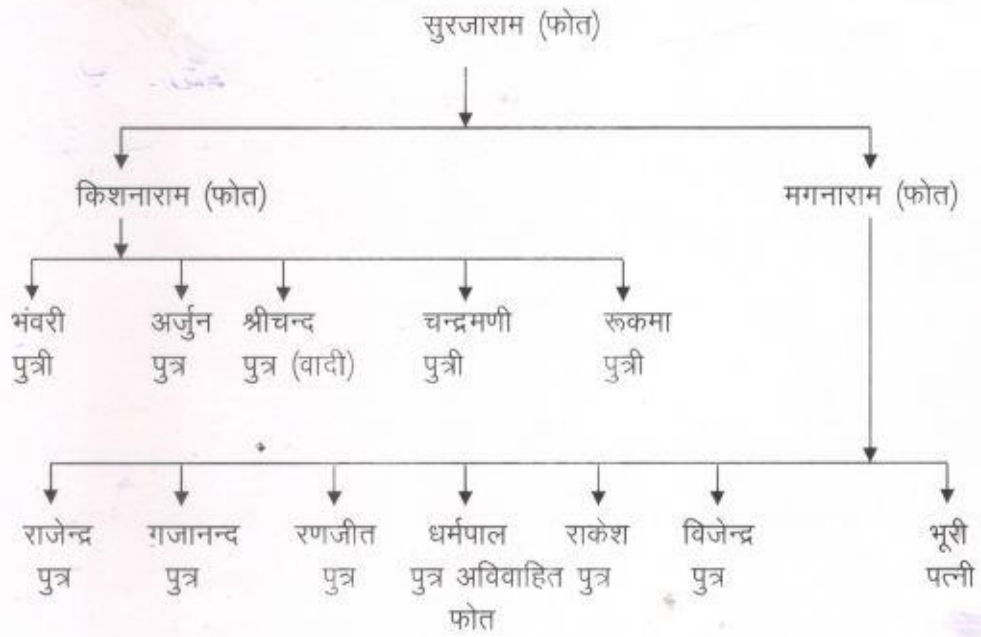 सुरजाराम (फोत)
किशनाराम (फोत) मगनाराम (फोत)
भंवरी अर्जुन श्रीचन्द चन्द्रमणी रूकमा
पुत्री पुत्र पुत्र (वादी) पुत्री पुत्री
राजेन्द्र गजानन्द रणजीत धर्मपाल राकेश विजेन्द्र भूरी
पुत्र पुत्र पुत्र पुत्र अविवाहित पुत्र पुत्र पत्नी
फोत